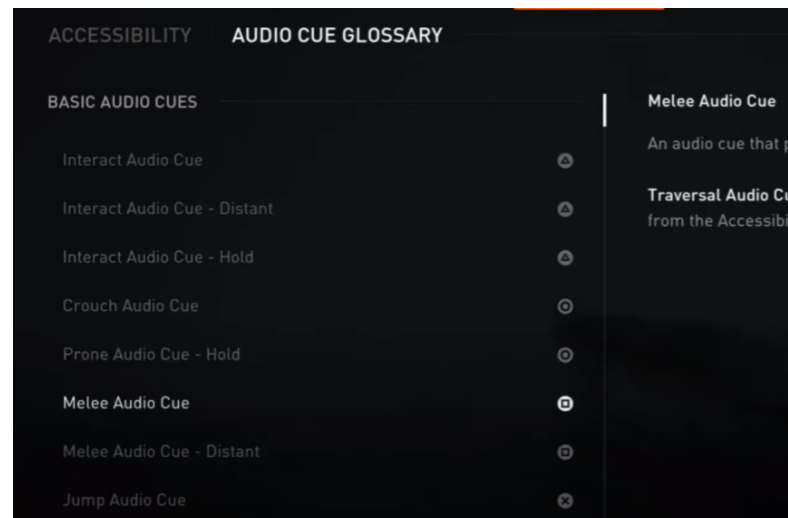 ACCESSIBILITY
AUDIO CUE GLOSSARY
BASIC AUDIO CUES
Interact Audio Cue
Interact Audio Cue - Distant
Interact Audio Cue - Hold
Crouch Audio Cue
Prone Audio Cue - Hold
Melee Audio Cue
Melee Audio Cue - Distant
Jump Audio Cue
Melee Audio Cue
An audio cue that
Traversal Audio
from the